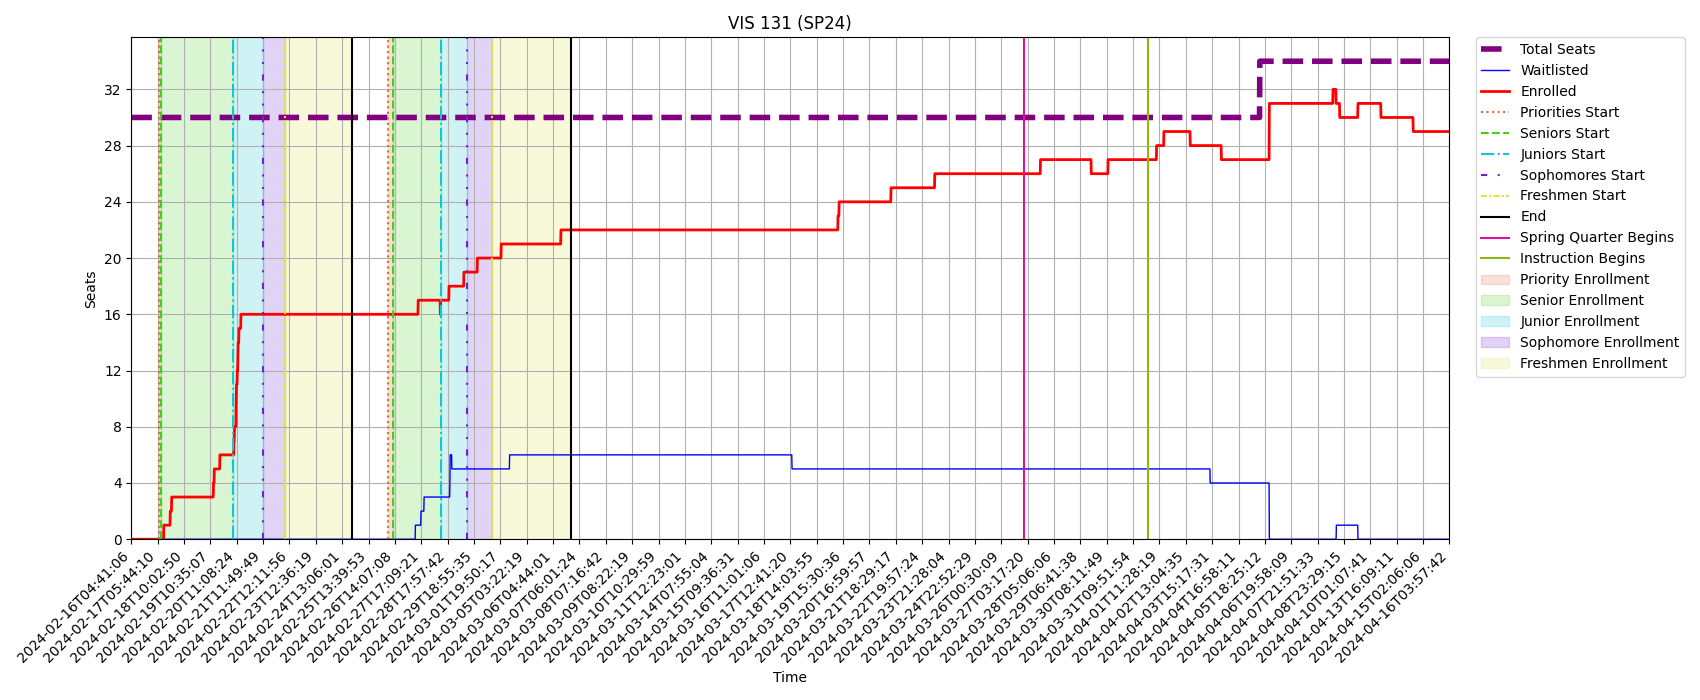 VIS 131 (SP24)
Seats
32
28
24
20
16
12
8
4
0
2024-02-16T04:41:06
2024-02-17T05:44:10
2024-02-18T10:02:50
2024-02-19T10:35:07
2024-02-20T11:08:24
2024-02-21T11:49:49
2024-02-22T12:11:56
2024-02-23T12:36:19
2024-02-24T13:06:01
2024-02-25T13:39:53
2024-02-26T14:07:08
2024-02-27T17:09:21
2024-02-28T17:57:42
2024-02-29T18:55:35
2024-03-01T19:50:17
2024-03-05T03:22:19
2024-03-06T04:44:01
2024-03-07T06:01:24
2024-03-08T07:16:42
2024-03-09T08:22:19
2024-03-10T10:29:59
2024-03-11T12:23:01
2024-03-14T07:55:04
2024-03-15T09:36:31
2024-03-16T11:01:06
2024-03-17T12:41:20
2024-03-18T14:03:55
2024-03-19T15:30:36
2024-03-20T16:59:57
2024-03-21T18:29:17
2024-03-22T19:57:24
2024-03-23T21:28:04
2024-03-24T22:52:29
2024-03-26T00:30:09
2024-03-27T03:17:20
2024-03-28T05:06:06
2024-03-29T06:41:38
2024-03-30T08:11:49
2024-03-31T09:51:54
2024-04-01T11:28:19
2024-04-02T13:04:35
2024-04-03T15:17:31
2024-04-04T16:58:11
2024-04-05T18:25:12
2024-04-06T19:58:09
2024-04-07T21:51:33
2024-04-08T23:29:15
2024-04-10T01:07:41
2024-04-13T16:09:11
2024-04-15T02:06:06
2024-04-16T03:57:42
Time
Total Seats
Waitlisted
Enrolled
Priorities Start
Seniors Start
Juniors Start
Sophomores Start
Freshmen Start
End
Spring Quarter Begins
Instruction Begins
Priority Enrollment
Senior Enrollment
Junior Enrollment
Sophomore Enrollment
Freshmen Enrollment